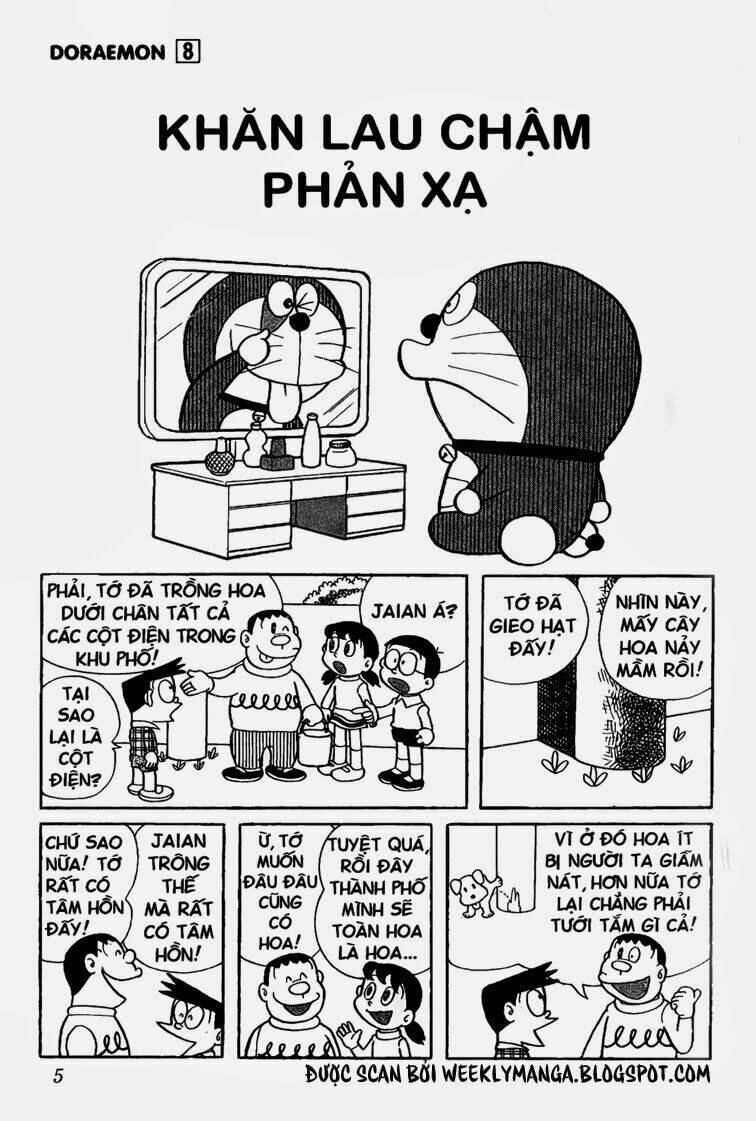 DORAEMON 8
KHĂN LAU CHẬM
PHẢN XẠ
PHẢI, TỚ ĐÃ TRỒNG HOA
DƯỚI CHÂN TẤT CẢ
CÁC CỘT ĐIỆN TRONG
KHU PHỐ!
JAIAN Á?
TẠI
SAO
LẠI LÀ
CỘT
ĐIỆN?
TỚ ĐÃ
GIEO HẠT
ĐẤY!
NHÌN NÀY,
MẤY CÂY
HOA NẢY
MẦM RỒI!
CHỨ SAO
NỮA! TỚ
RẤT CÓ
TÂM HỒN
ĐẤY!
JAIAN
TRÔNG
THẾ
MÀ RẤT
CÓ TÂM
HỒN!
Ừ, TỚ
MUỐN
ĐÂU ĐÂU
CŨNG
CÓ
HOA!
TUYỆT QUÁ,
RỒI ĐÂY
THÀNH PHỐ
MÌNH SẼ
TOÀN HOA
LÀ HOA...
VÌ Ở ĐÓ HOA ÍT
BỊ NGƯỜI TA GIẤM
NÁT, HƠN NỮA TỚ
LẠI CHẲNG PHẢI
TƯỚI TẮM GÌ CẢ!
5
ĐƯỢC SCAN BỞI WEEKLYMANGA.BLOGSPOT.COM